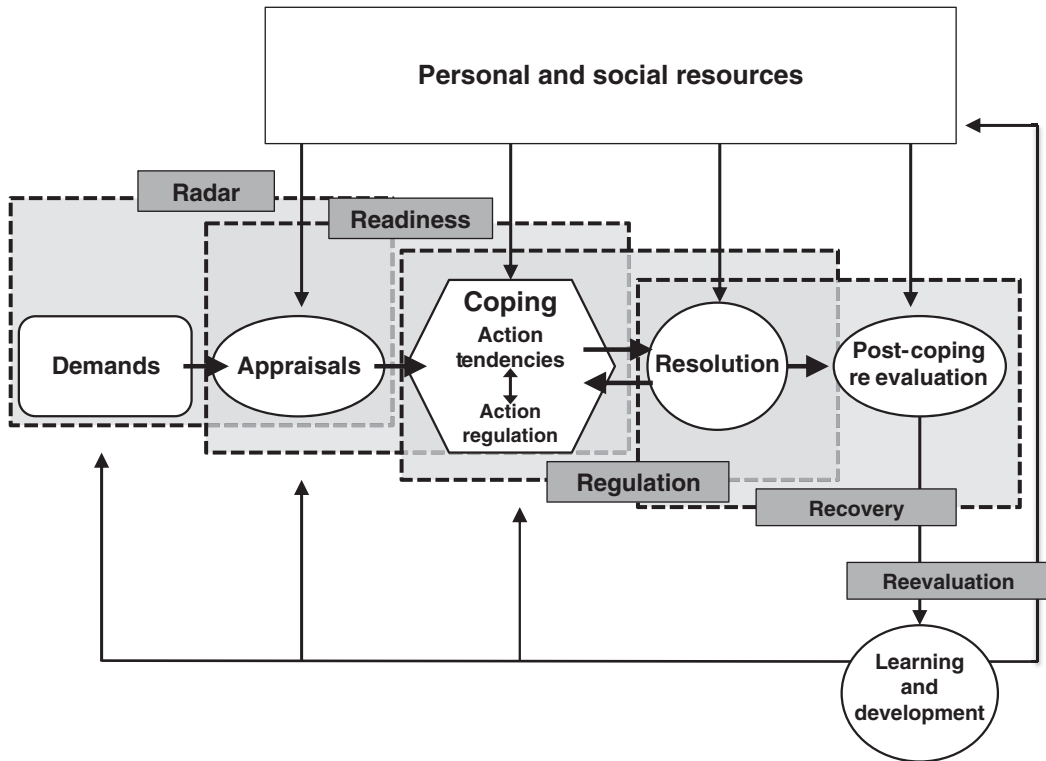 Personal and social resources
Radar
Readiness
Demands
Appraisals
Coping
Action
tendencies
Action
regulation
Resolution
Post-coping
re evaluation
Regulation
Recovery
Reevaluation
Learning
and
development